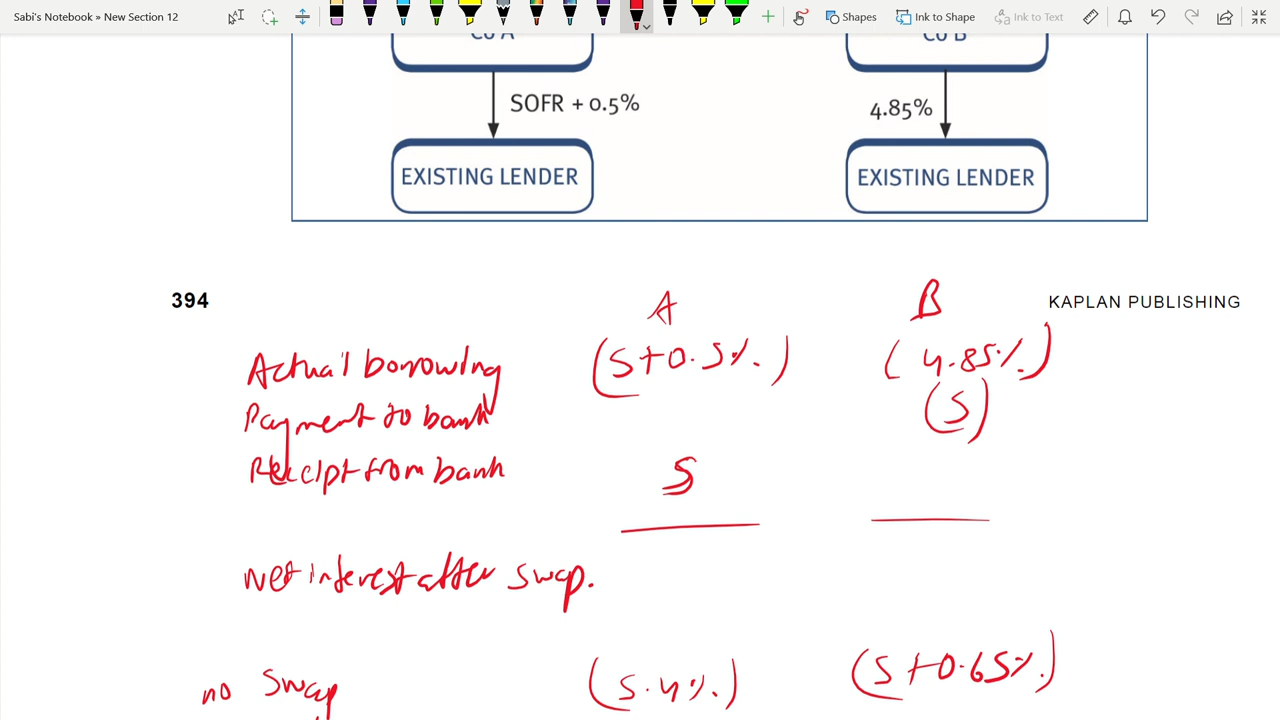 Sabi's Notebook » New Section 12
Shapes
Ink to Shape
Ink to Text
Co A
Co B
SOFR + 0.5%
4.85%
EXISTING LENDER
EXISTING LENDER
394
KAPLAN PUBLISHING
A
B
Actual borrowing (S+0.5%.) (4.85%.)
Payment to bank (S)
Receipt from bank S
Net interest after swap.
no swap (5.4%.) (S+0.65%.)